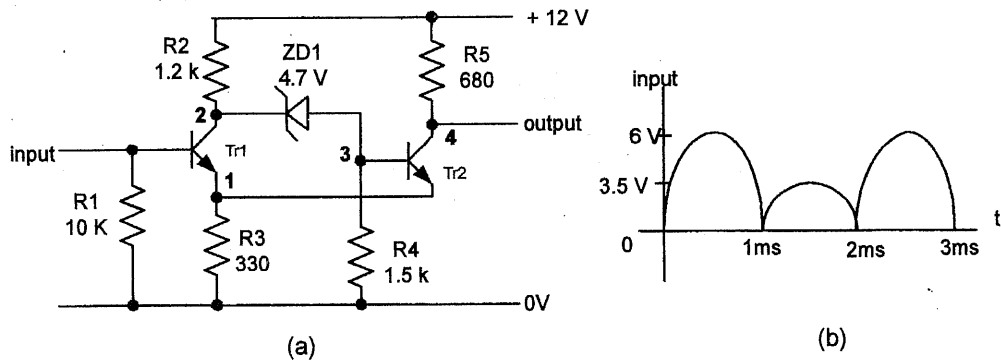 + 12 V
R2
1.2 k
ZD1
4.7 V
R5
680
2
4
output
input
Tr1
3
Tr2
1
R1
10 K
R3
330
R4
1.5 k
0V
(a)
input
6 V
3.5 V
0
1ms
2ms
3ms
t
(b)